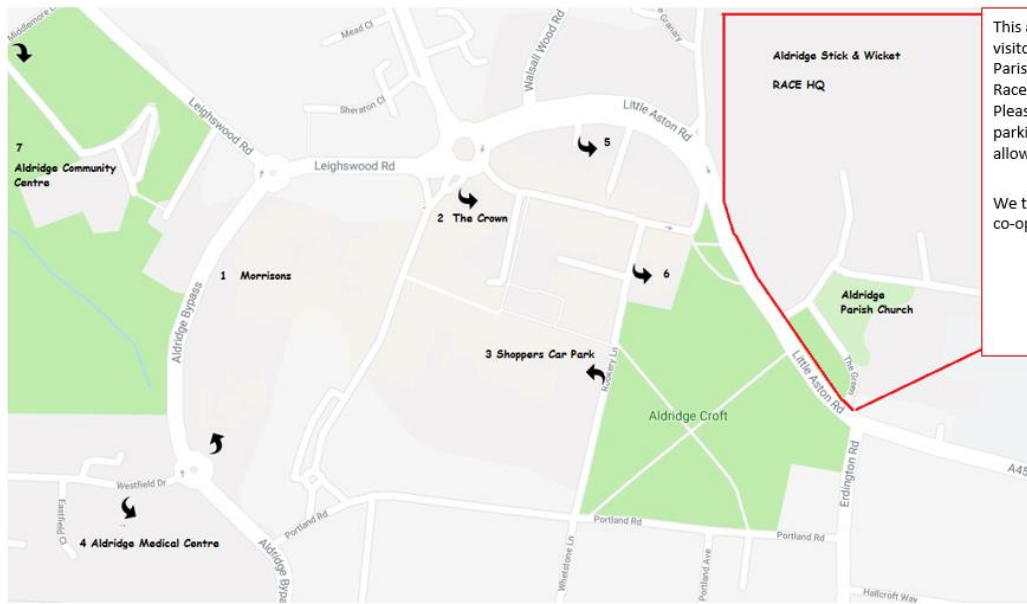 Middlemore
Mead Cl
Walsall Wood Rd
The Granary
Aldridge Stick & Wicket
RACE HQ
This
visito
Paris
Race
Pleas
parki
allow
We t
co-op
Leighswood Rd
Sheraton Cl
Little Aston Rd
5
7
Aldridge Community
Centre
Leighswood Rd
2 The Crown
1 Morrisons
6
Aldridge
Parish Church
Aldridge Bypass
3 Shoppers Car Park
Rookery Ln
The Green
Little Aston Rd
Aldridge Croft
Westfield Dr
Eastfield Cl
4 Aldridge Medical Centre
Portland Rd
Aldridge Bypa
Portland Rd
Whetstone Ln
Portland Ave
Portland Rd
Erdington Rd
A45
Hallcroft Way